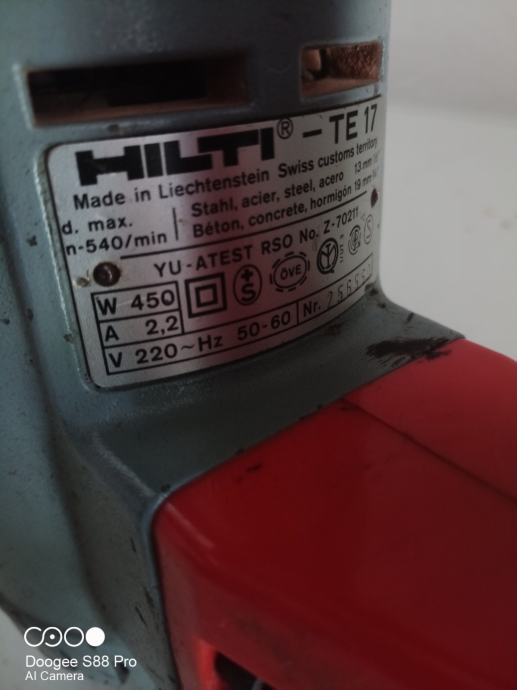 HILTI® - TE 17
Made in Liechtenstein Swiss customs territory
d. max. Stahl, acier, steel, acero 13 mm
n-540/min Béton, concrete, hormigón 19 mm
YU-ATEST RSO No. Z-70211
W 450
A 2,2
V 220~Hz 50-60 Nr.
+S ÖVE S
Doogee S88 Pro
AI Camera